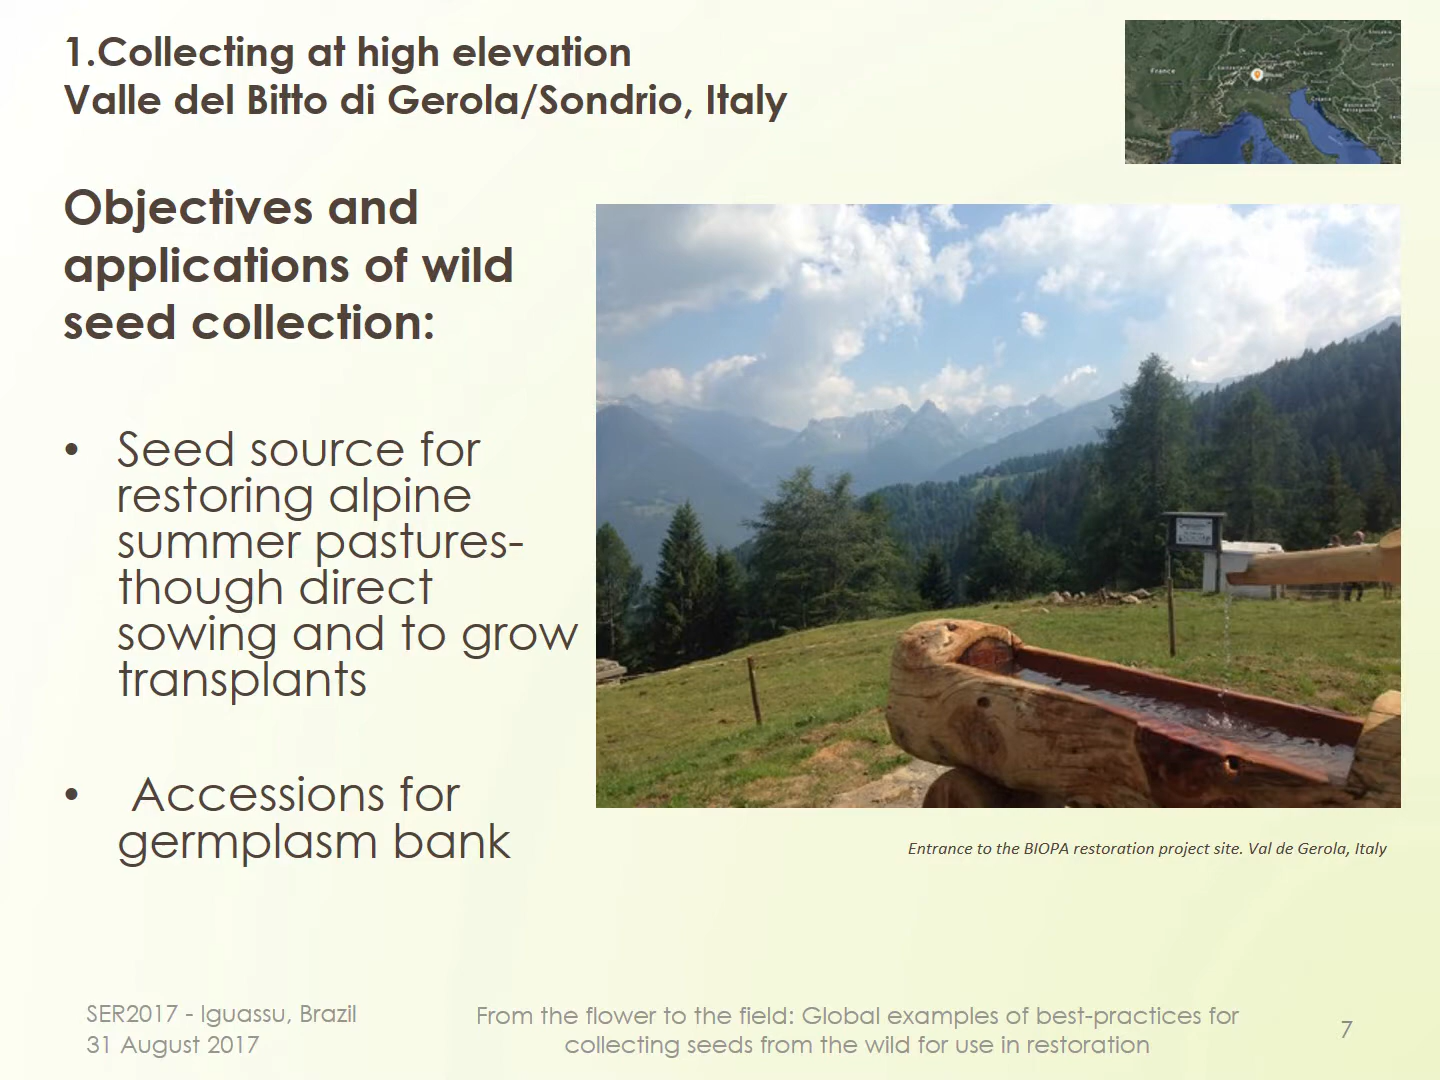 1.Collecting at high elevation
Valle del Bitto di Gerola/Sondrio, Italy
France
Italy
Objectives and
applications of wild
seed collection:
• Seed source for
restoring alpine
summer pastures-
though direct
sowing and to grow
transplants
• Accessions for
germplasm bank
Entrance to the BIOPA restoration project site. Val de Gerola, Italy
SER2017 - Iguassu, Brazil
31 August 2017
From the flower to the field: Global examples of best-practices for
collecting seeds from the wild for use in restoration
7